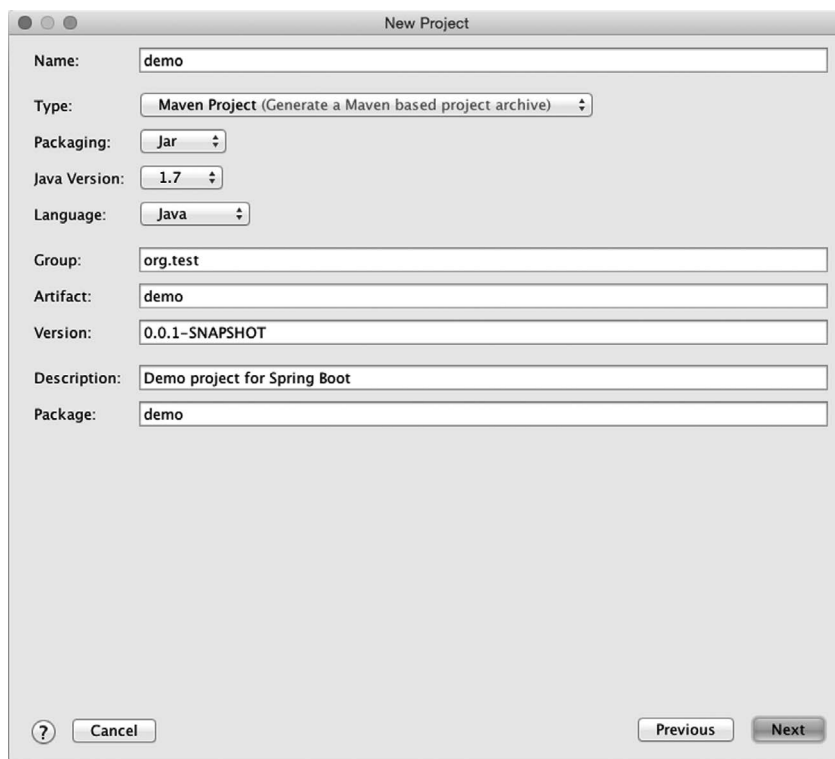 New Project
Name: demo
Type: Maven Project (Generate a Maven based project archive)
Packaging: Jar
Java Version: 1.7
Language: Java
Group: org.test
Artifact: demo
Version: 0.0.1-SNAPSHOT
Description: Demo project for Spring Boot
Package: demo
? Cancel Previous Next